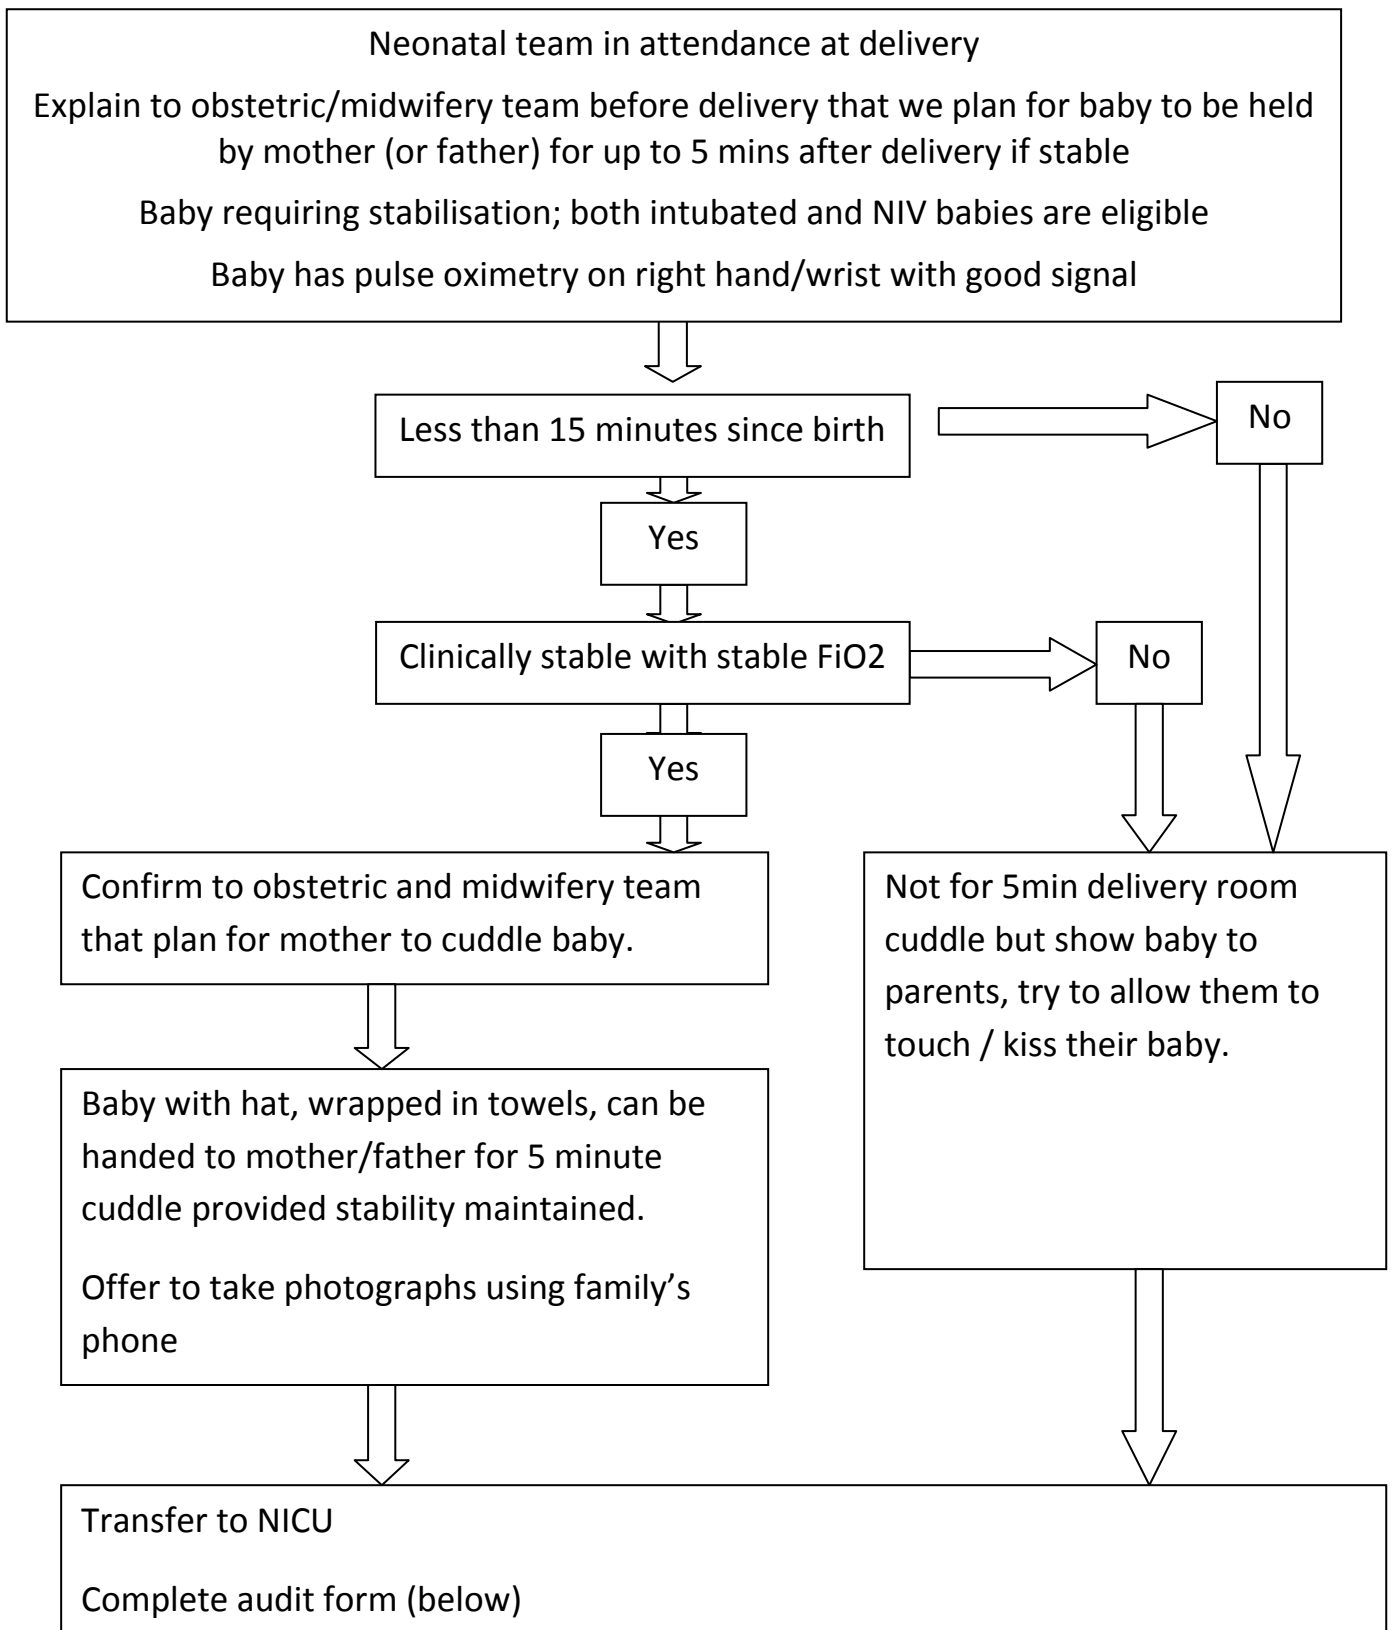 Neonatal team in attendance at delivery
Explain to obstetric/midwifery team before delivery that we plan for baby to be held
by mother (or father) for up to 5 mins after delivery if stable
Baby requiring stabilisation; both intubated and NIV babies are eligible
Baby has pulse oximetry on right hand/wrist with good signal
Less than 15 minutes since birth
No
Yes
Clinically stable with stable FiO2
No
Yes
Confirm to obstetric and midwifery team
that plan for mother to cuddle baby.
Baby with hat, wrapped in towels, can be
handed to mother/father for 5 minute
cuddle provided stability maintained.
Offer to take photographs using family’s
phone
Not for 5min delivery room
cuddle but show baby to
parents, try to allow them to
touch / kiss their baby.
Transfer to NICU
Complete audit form (below)